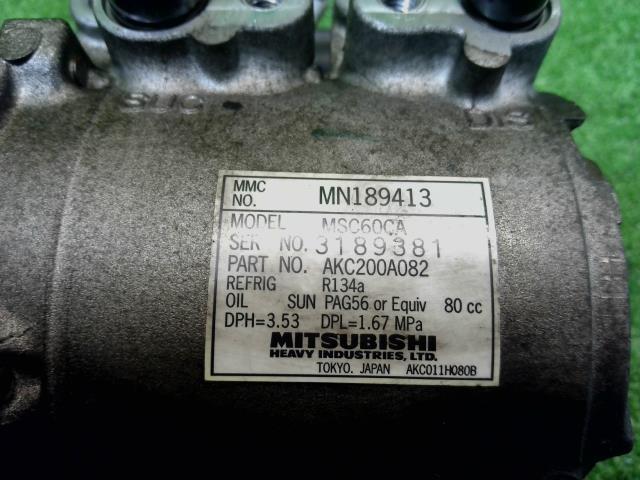 SUC
DIS
MMC NO. MN189413
MODEL MSC60CA
SER NO. 3189381
PART NO. AKC200A082
REFRIG R134a
OIL SUN PAG56 or Equiv 80 cc
DPH=3.53 DPL=1.67 MPa
MITSUBISHI
HEAVY INDUSTRIES, LTD.
TOKYO. JAPAN AKC011H080B